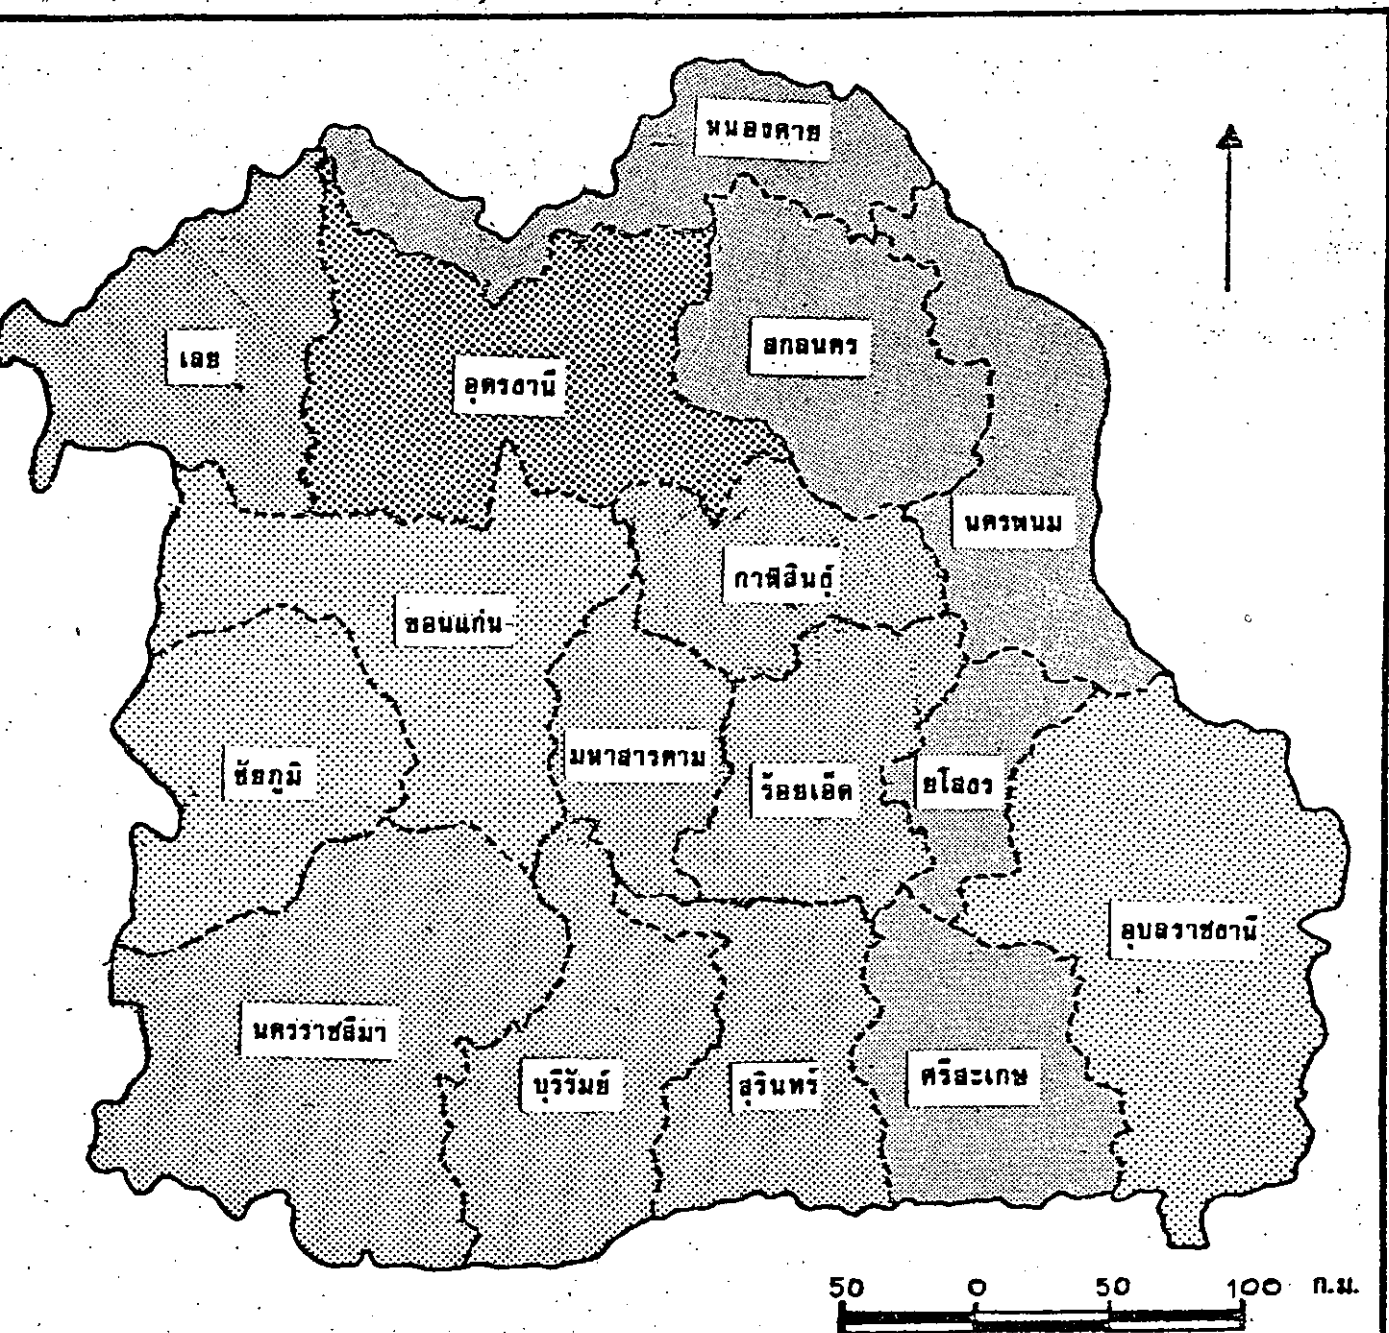 หนองคาย
เลย
อุดรธานี
สกลนคร
นครพนม
กาฬสินธุ์
ขอนแก่น
มหาสารคาม
ชัยภูมิ
ร้อยเอ็ด
ยโสธร
อุบลราชธานี
นครราชสีมา
บุรีรัมย์
สุรินทร์
ศรีสะเกษ
50 0 50 100 ก.ม.